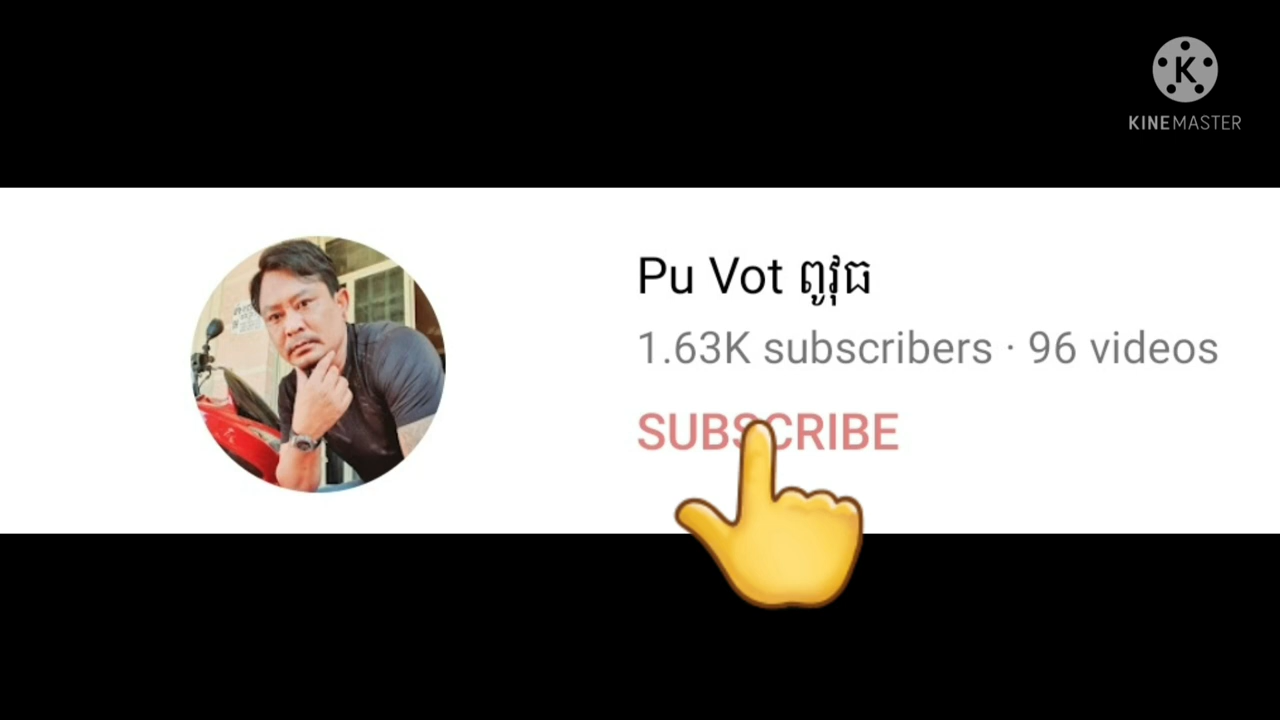 K
KINEMASTER
Pu Vot ពូវុធ
1.63K subscribers · 96 videos
SUBSCRIBE